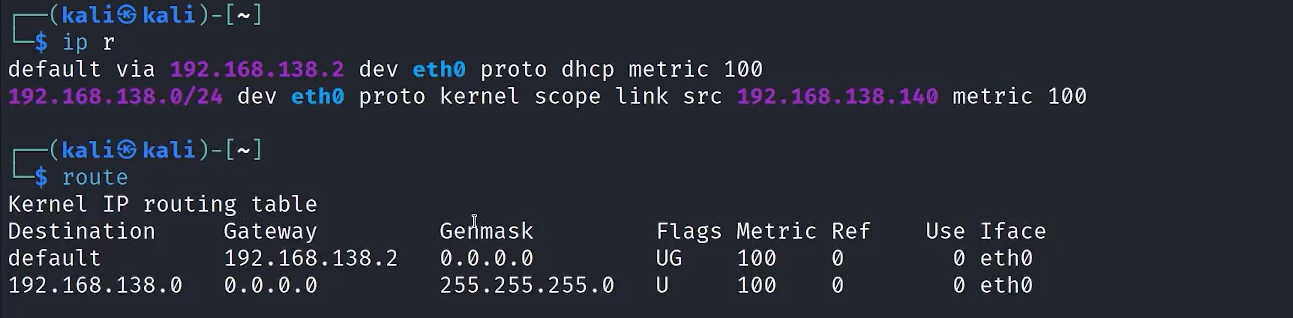 ┌──(kali㉿kali)-[~]
└─$ ip r
default via 192.168.138.2 dev eth0 proto dhcp metric 100
192.168.138.0/24 dev eth0 proto kernel scope link src 192.168.138.140 metric 100
┌──(kali㉿kali)-[~]
└─$ route
Kernel IP routing table
Destination     Gateway         Genmask         Flags Metric Ref    Use Iface
default         192.168.138.2   0.0.0.0         UG    100    0        0 eth0
192.168.138.0   0.0.0.0         255.255.255.0   U     100    0        0 eth0